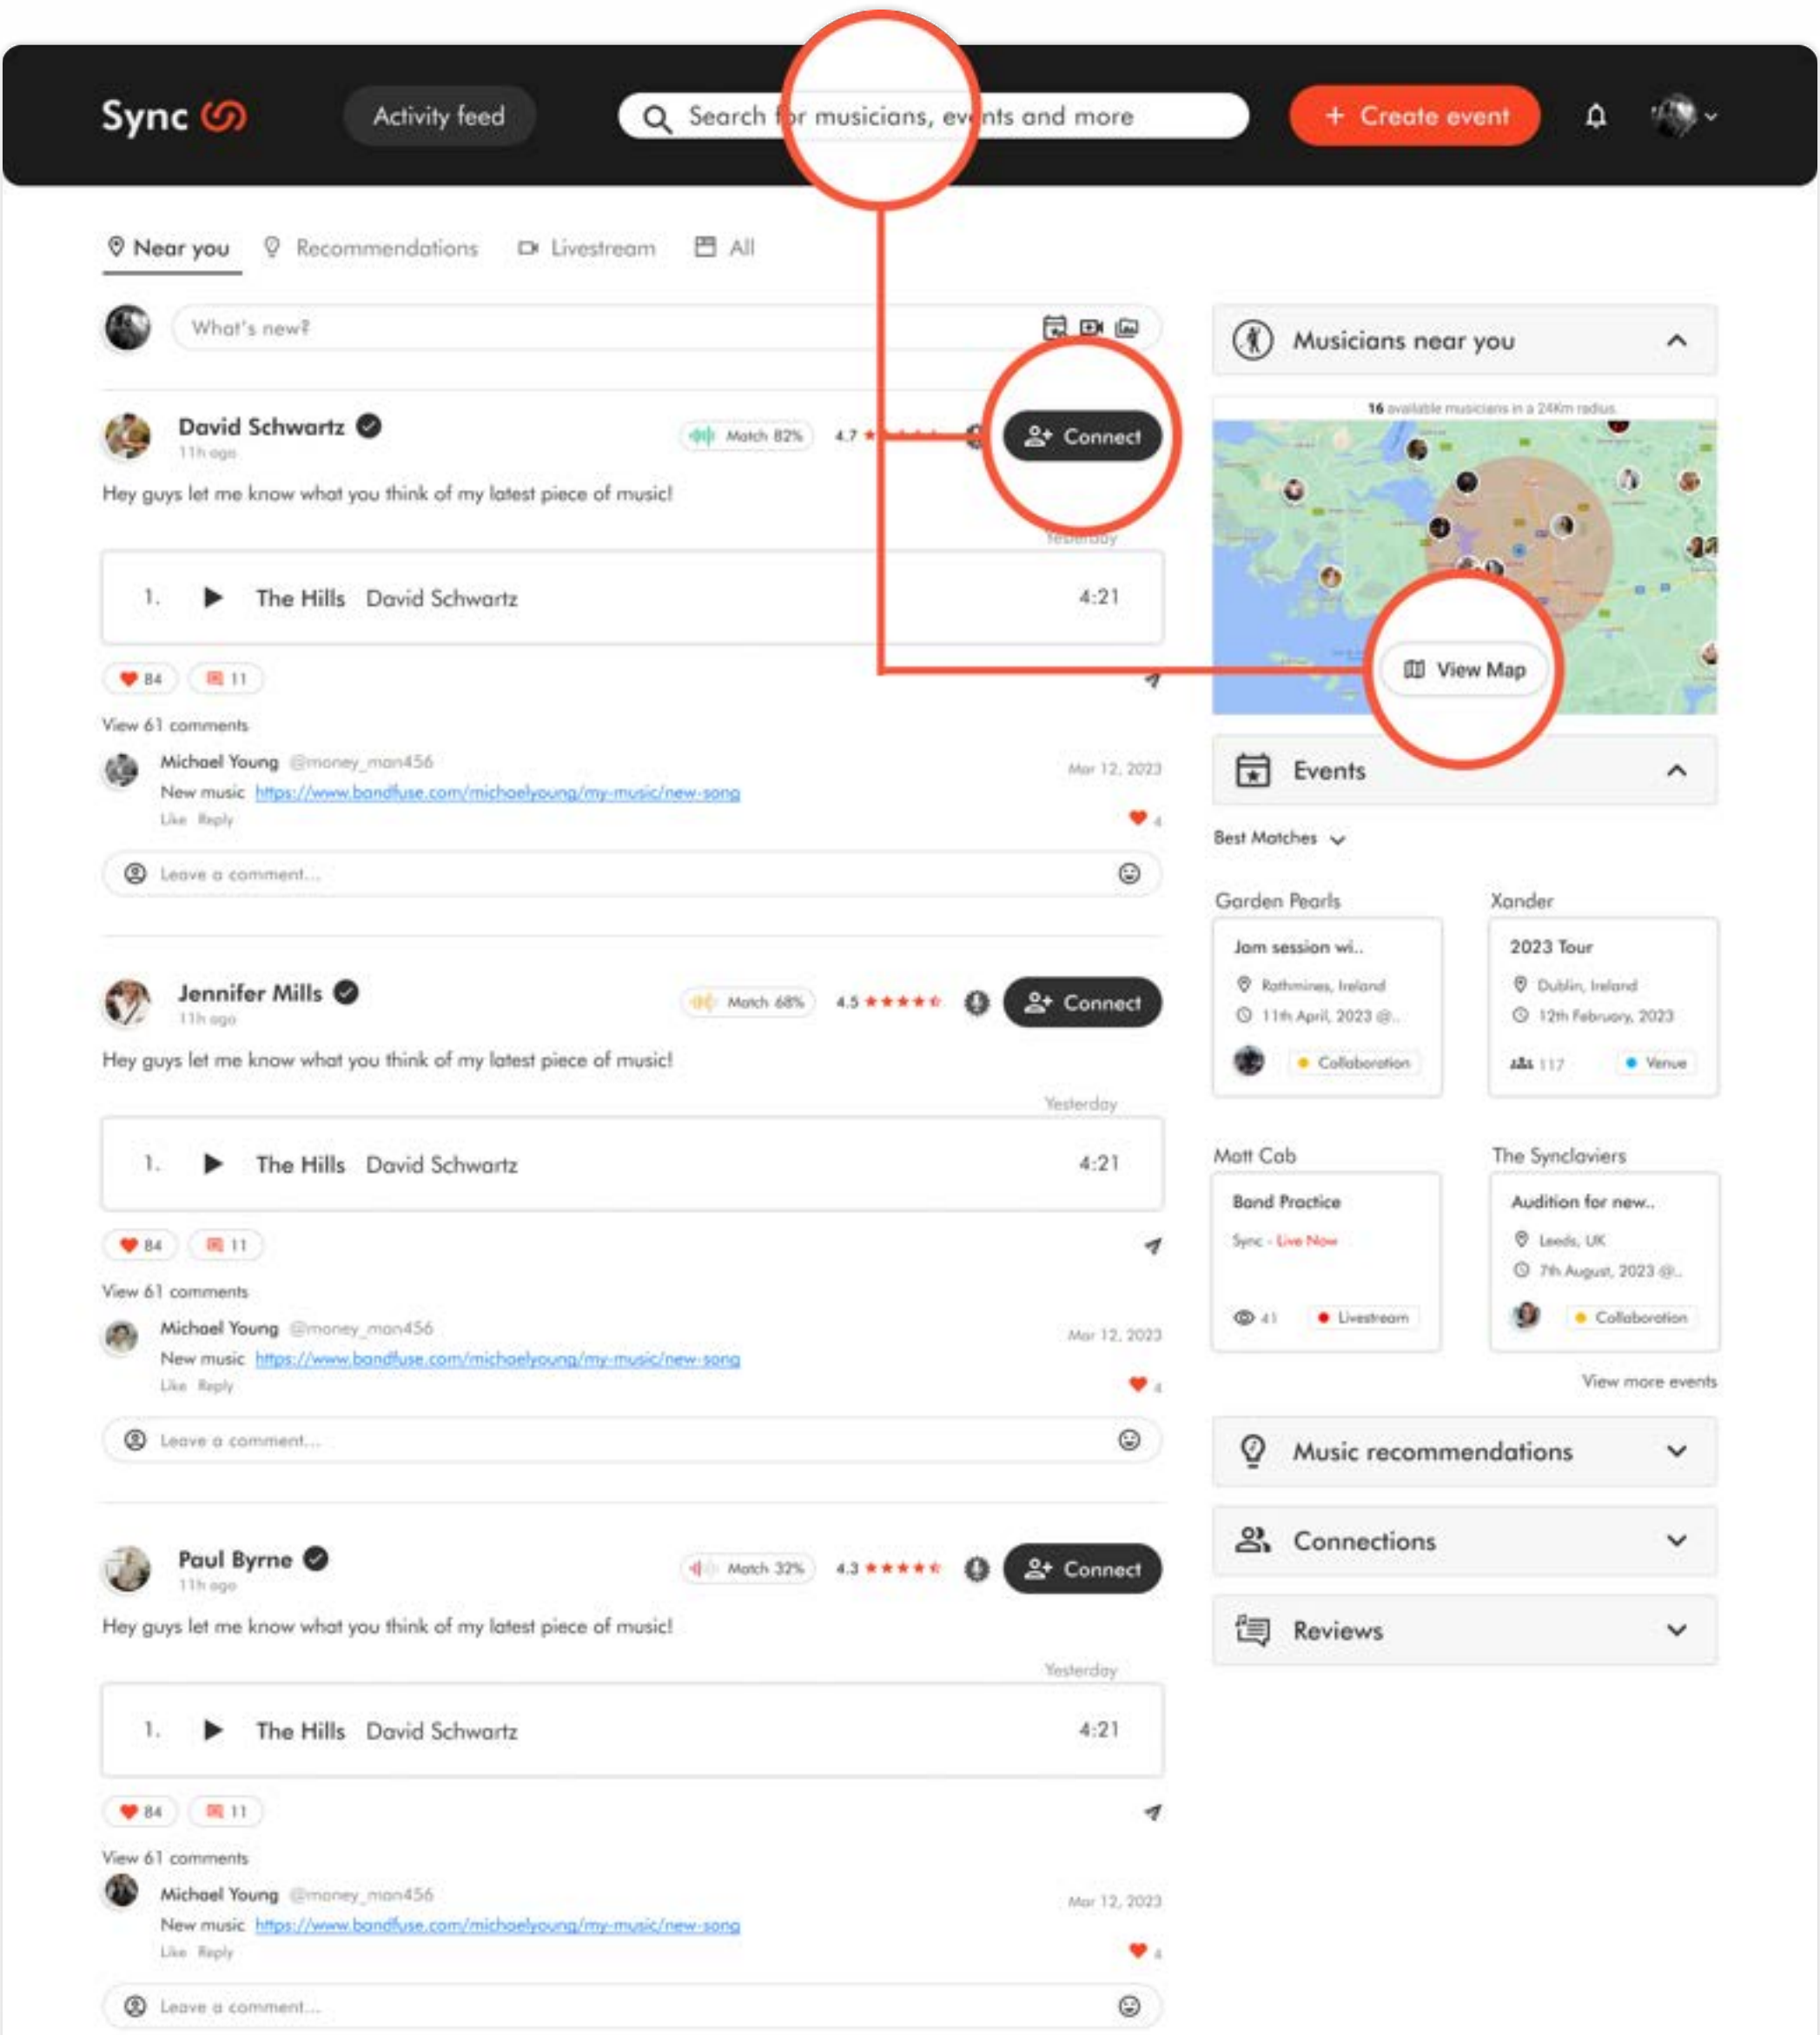 Sync
Activity feed
Search for musicians, events and more
+ Create event
Near you
Recommendations
Livestream
All
What's new?
David Schwartz
11h ago
Match 82%
4.7
Connect
Hey guys let me know what you think of my latest piece of music!
Yesterday
1. The Hills David Schwartz 4:21
84
11
View 61 comments
Michael Young @money_man456
Mar 12, 2023
New music https://www.bandfuse.com/michaelyoung/my-music/new-song
Like Reply
4
Leave a comment...
Jennifer Mills
11h ago
Match 68%
4.5
Connect
Hey guys let me know what you think of my latest piece of music!
Yesterday
1. The Hills David Schwartz 4:21
84
11
View 61 comments
Michael Young @money_man456
Mar 12, 2023
New music https://www.bandfuse.com/michaelyoung/my-music/new-song
Like Reply
4
Leave a comment...
Paul Byrne
11h ago
Match 32%
4.3
Connect
Hey guys let me know what you think of my latest piece of music!
Yesterday
1. The Hills David Schwartz 4:21
84
11
View 61 comments
Michael Young @money_man456
Mar 12, 2023
New music https://www.bandfuse.com/michaelyoung/my-music/new-song
Like Reply
4
Leave a comment...
Musicians near you
16 available musicians in a 24Km radius.
View Map
Events
Best Matches
Garden Pearls
Jam session wi..
Rathmines, Ireland
11th April, 2023 @..
Collaboration
Xander
2023 Tour
Dublin, Ireland
12th February, 2023
117
Venue
Matt Cab
Band Practice
Sync - Live Now
41
Livestream
The Synclaviers
Audition for new..
Leeds, UK
7th August, 2023 @..
Collaboration
View more events
Music recommendations
Connections
Reviews